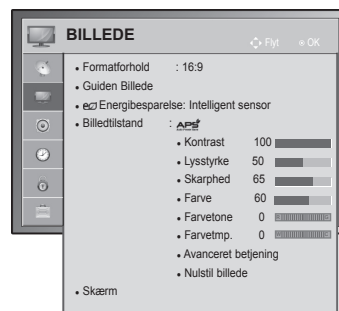 BILLEDE
Flyt OK
• Formatforhold : 16:9
• Guiden Billede
• Energibesparelse: Intelligent sensor
• Billedtilstand : APS
• Kontrast 100
• Lysstyrke 50
• Skarphed 65
• Farve 60
• Farvetone 0
• Farvetmp. 0
• Avanceret betjening
• Nulstil billede
• Skærm